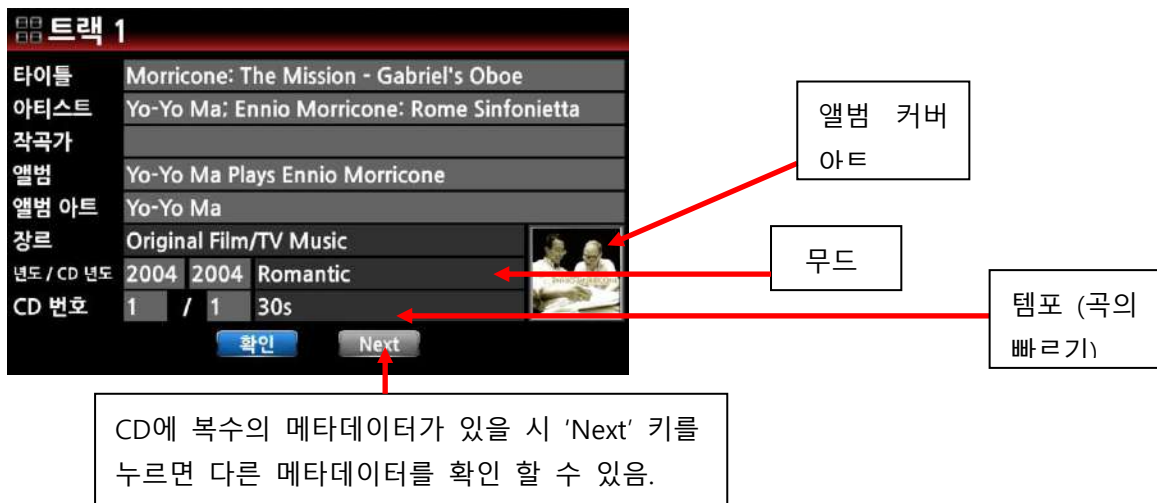 트랙 1
타이틀 Morricone: The Mission - Gabriel's Oboe
아티스트 Yo-Yo Ma; Ennio Morricone: Rome Sinfonietta
작곡가
앨범 Yo-Yo Ma Plays Ennio Morricone
앨범 아트 Yo-Yo Ma
장르 Original Film/TV Music
년도 / CD 년도 2004 2004 Romantic
CD 번호 1 / 1 30s
확인 Next
앨범 커버
아트
무드
템포 (곡의
빠르기)
CD에 복수의 메타데이터가 있을 시 ‘Next’ 키를
누르면 다른 메타데이터를 확인 할 수 있음.